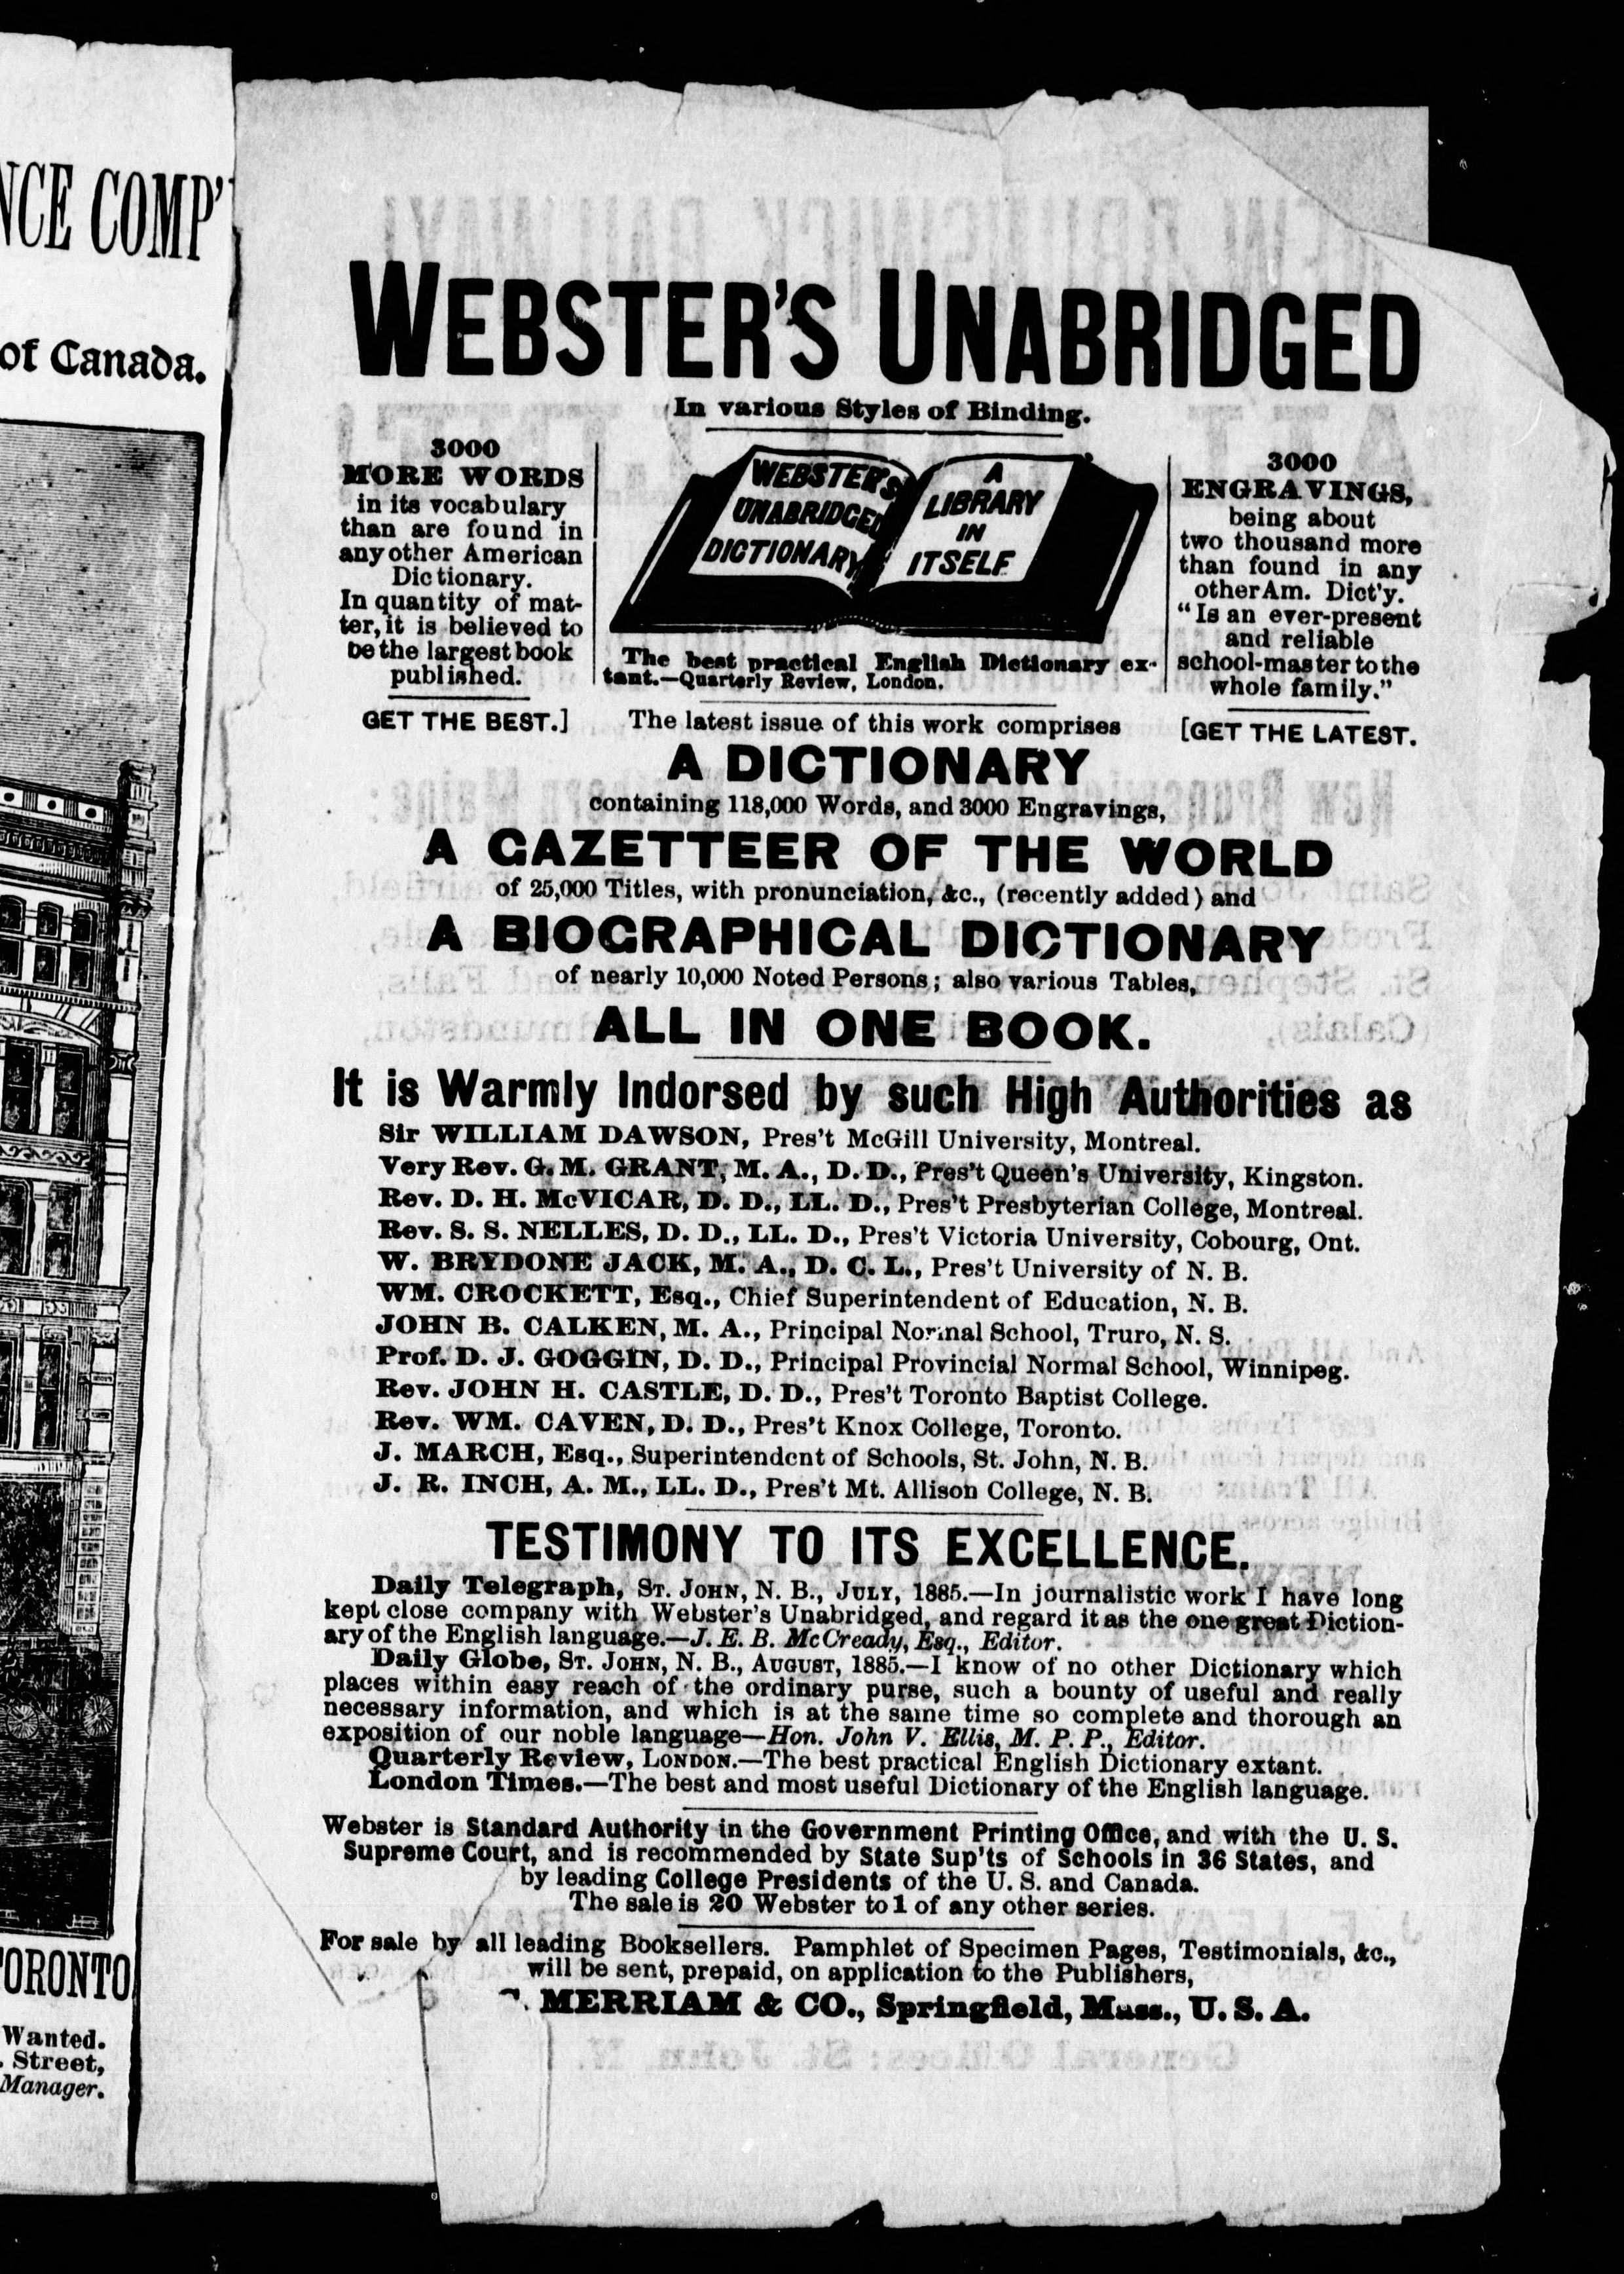 NCE COMP'
of Canada.
TORONTO
Wanted.
Street,
Manager.
WEBSTER'S UNABRIDGED
In various Styles of Binding.
3000
MORE WORDS
in its vocabulary
than are found in
any other American
Dictionary.
In quantity of mat-
ter, it is believed to
be the largest book
published.
WEBSTER'S
UNABRIDGED
DICTIONARY
A
LIBRARY
IN
ITSELF
The best practical English Dictionary ex-
tant.—Quarterly Review, London.
3000
ENGRAVINGS,
being about
two thousand more
than found in any
other Am. Dict'y.
"Is an ever-present
and reliable
school-master to the
whole family."
GET THE BEST.]
The latest issue of this work comprises
[GET THE LATEST.
A DICTIONARY
containing 118,000 Words, and 3000 Engravings,
A GAZETTEER OF THE WORLD
of 25,000 Titles, with pronunciation, &c., (recently added) and
A BIOGRAPHICAL DICTIONARY
of nearly 10,000 Noted Persons; also various Tables,
ALL IN ONE BOOK.
It is Warmly Indorsed by such High Authorities as
Sir WILLIAM DAWSON, Pres't McGill University, Montreal.
Very Rev. G. M. GRANT, M. A., D. D., Pres't Queen's University, Kingston.
Rev. D. H. McVICAR, D. D., LL. D., Pres't Presbyterian College, Montreal.
Rev. S. S. NELLES, D. D., LL. D., Pres't Victoria University, Cobourg, Ont.
W. BRYDONE JACK, M. A., D. C. L., Pres't University of N. B.
WM. CROCKETT, Esq., Chief Superintendent of Education, N. B.
JOHN B. CALKEN, M. A., Principal Normal School, Truro, N. S.
Prof. D. J. GOGGIN, D. D., Principal Provincial Normal School, Winnipeg.
Rev. JOHN H. CASTLE, D. D., Pres't Toronto Baptist College.
Rev. WM. CAVEN, D. D., Pres't Knox College, Toronto.
J. MARCH, Esq., Superintendent of Schools, St. John, N. B.
J. R. INCH, A. M., LL. D., Pres't Mt. Allison College, N. B.
TESTIMONY TO ITS EXCELLENCE.
Daily Telegraph, ST. JOHN, N. B., JULY, 1885.—In journalistic work I have long
kept close company with Webster's Unabridged, and regard it as the one great Diction-
ary of the English language.—J. E. B. McCready, Esq., Editor.
Daily Globe, ST. JOHN, N. B., AUGUST, 1885.—I know of no other Dictionary which
places within easy reach of the ordinary purse, such a bounty of useful and really
necessary information, and which is at the same time so complete and thorough an
exposition of our noble language—Hon. John V. Ellis, M. P. P., Editor.
Quarterly Review, LONDON.—The best practical English Dictionary extant.
London Times.—The best and most useful Dictionary of the English language.
Webster is Standard Authority in the Government Printing Office, and with the U. S.
Supreme Court, and is recommended by State Sup'ts of Schools in 36 States, and
by leading College Presidents of the U. S. and Canada.
The sale is 20 Webster to 1 of any other series.
For sale by all leading Booksellers. Pamphlet of Specimen Pages, Testimonials, &c.,
will be sent, prepaid, on application to the Publishers,
MERRIAM & CO., Springfield, Mass., U. S. A.